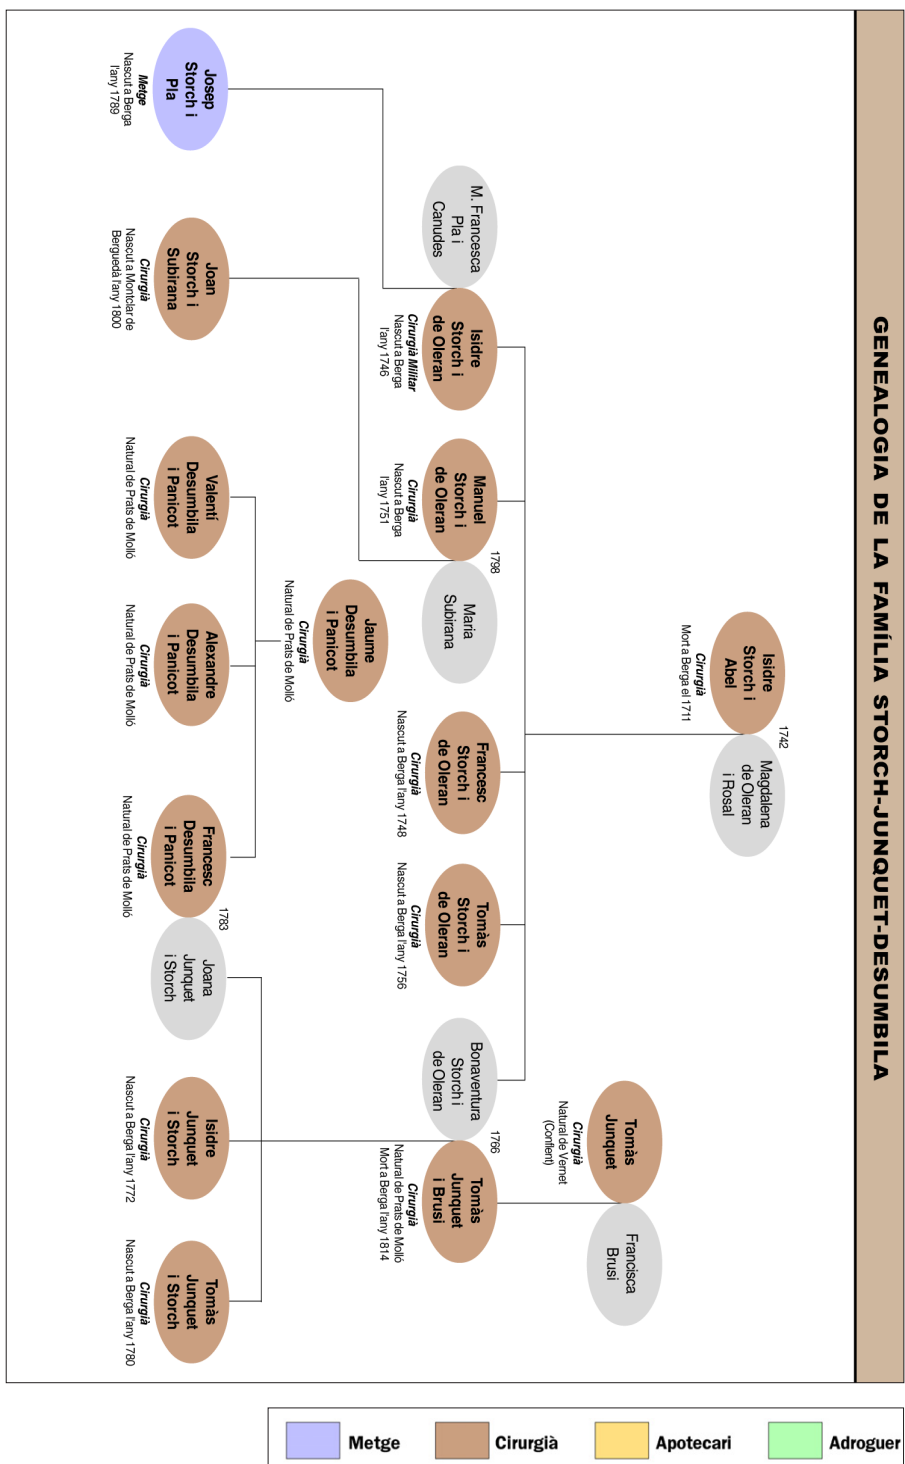 GENEALOGIA DE LA FAMÍLIA STORCH-JUNQUET-DESUMBILA
Isidre
Storch i
Abel
Cirurgià
Mort a Berga el 1711
1742
Magdalena
de Oleran
i Rosal
Tomàs
Junquet
Cirurgià
Natural de Vernet
(Conflent)
Francisca
Brusi
M. Francesca
Pla i
Canudes
Isidre
Storch i
de Oleran
Cirurgià Militar
Nascut a Berga
l'any 1746
Manuel
Storch i
de Oleran
Cirurgià
Nascut a Berga
l'any 1751
1798
Maria
Subirana
Francesc
Storch i
de Oleran
Cirurgià
Nascut a Berga l'any 1748
Tomàs
Storch i
de Oleran
Cirurgià
Nascut a Berga l'any 1756
Bonaventura
Storch i
de Oleran
1766
Tomàs
Junquet
i Brusi
Cirurgià
Natural de Prats de Molló
Mort a Berga l'any 1814
Jaume
Desumbila
i Panicot
Cirurgià
Natural de Prats de Molló
Josep
Storch i
Pla
Metge
Nascut a Berga
l'any 1789
Joan
Storch i
Subirana
Cirurgià
Nascut a Montclar de
Berguedà l'any 1800
Valentí
Desumbila
i Panicot
Cirurgià
Natural de Prats de Molló
Alexandre
Desumbila
i Panicot
Cirurgià
Natural de Prats de Molló
Francesc
Desumbila
i Panicot
Cirurgià
Natural de Prats de Molló
1783
Joana
Junquet
i Storch
Isidre
Junquet
i Storch
Cirurgià
Nascut a Berga l'any 1772
Tomàs
Junquet
i Storch
Cirurgià
Nascut a Berga l'any 1780
Metge
Cirurgià
Apotecari
Adroguer